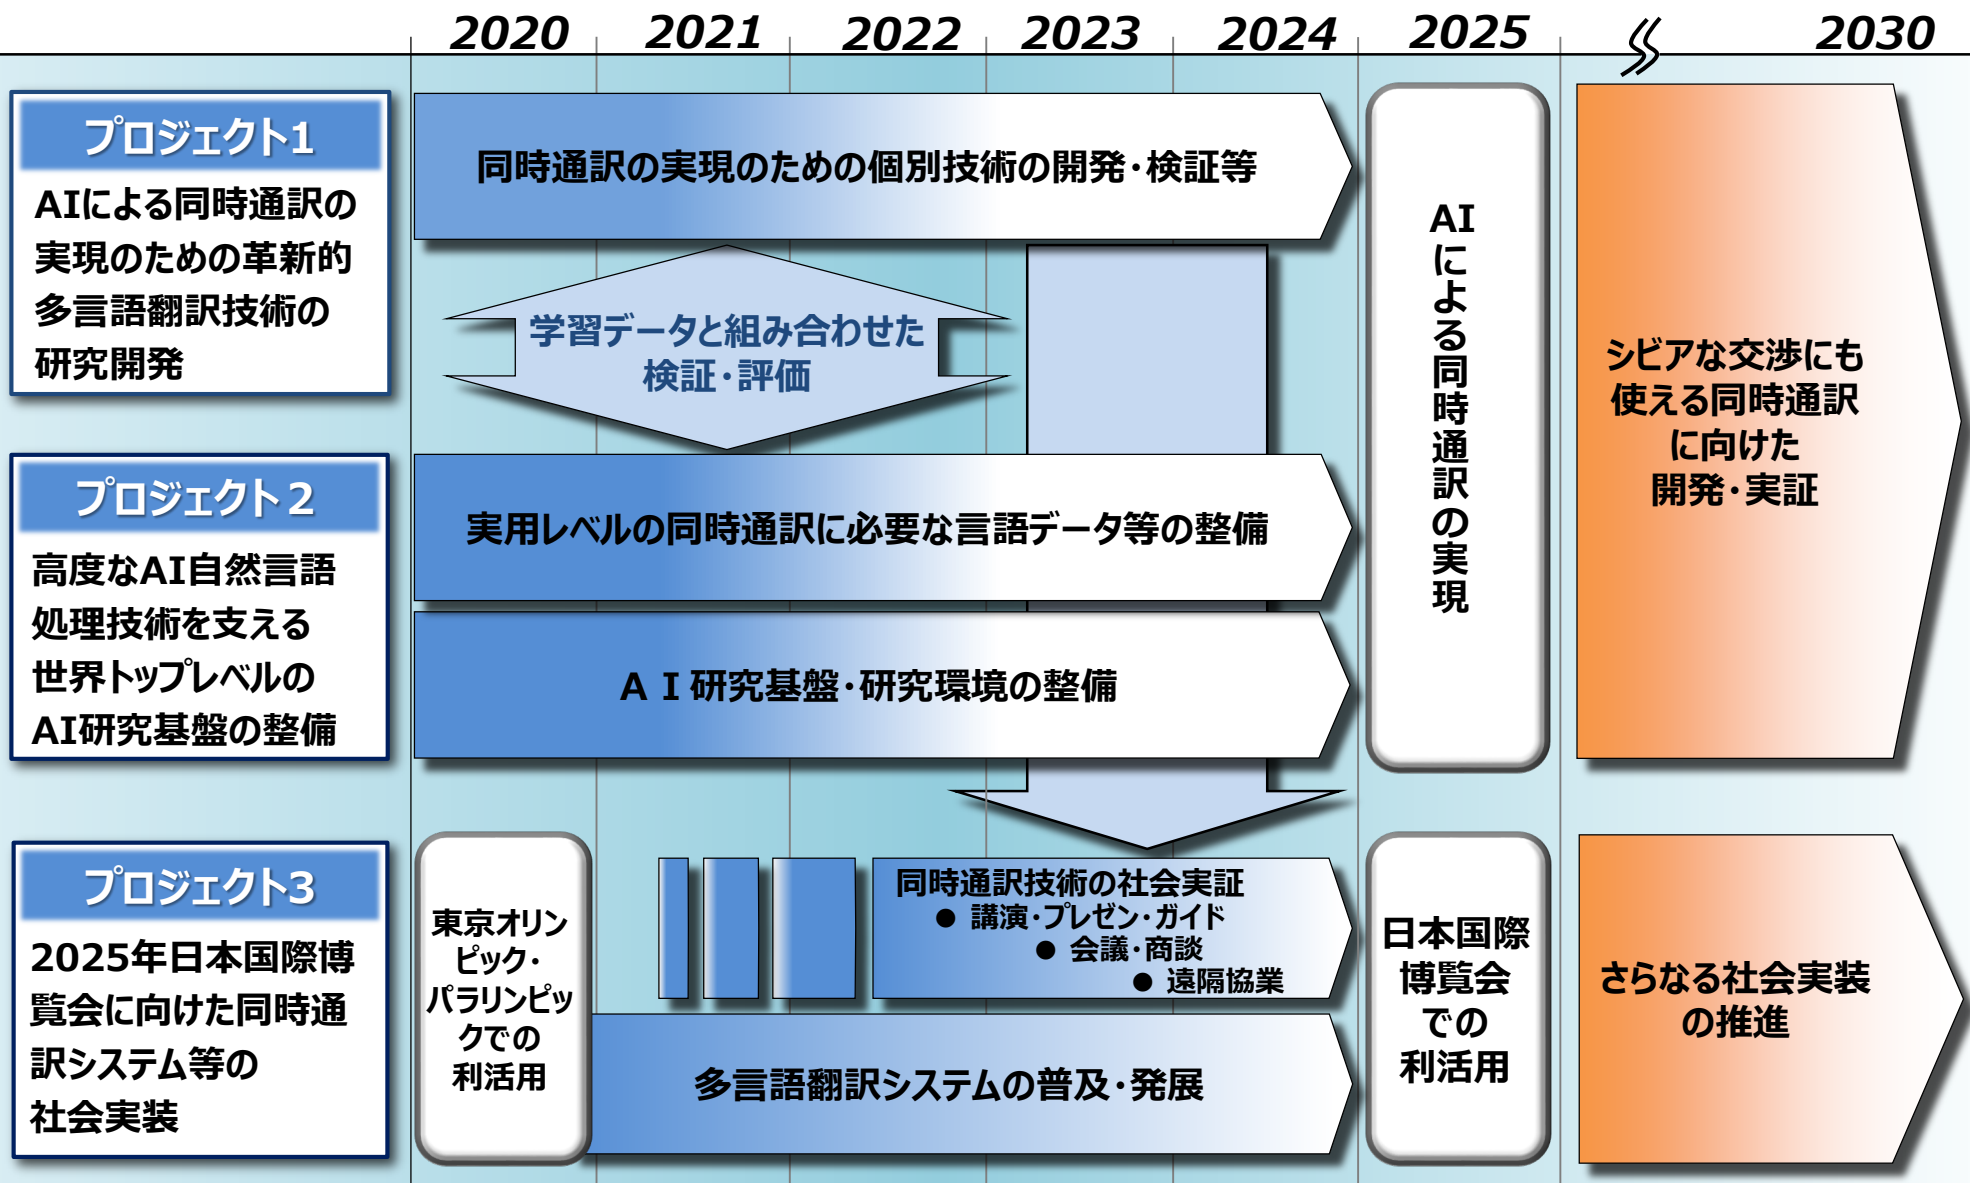 2020
2021
2022
2023
2024
2025
2030
プロジェクト1
AIによる同時通訳の
実現のための革新的
多言語翻訳技術の
研究開発
同時通訳の実現のための個別技術の開発・検証等
学習データと組み合わせた
検証・評価
プロジェクト２
高度なAI自然言語
処理技術を支える
世界トップレベルの
AI研究基盤の整備
実用レベルの同時通訳に必要な言語データ等の整備
ＡＩ研究基盤・研究環境の整備
AIによる同時通訳の実現
シビアな交渉にも
使える同時通訳
に向けた
開発・実証
プロジェクト3
2025年日本国際博
覧会に向けた同時通
訳システム等の
社会実装
東京オリン
ピック・
パラリンピッ
クでの
利活用
同時通訳技術の社会実証
● 講演・プレゼン・ガイド
● 会議・商談
● 遠隔協業
多言語翻訳システムの普及・発展
日本国際
博覧会
での
利活用
さらなる社会実装
の推進